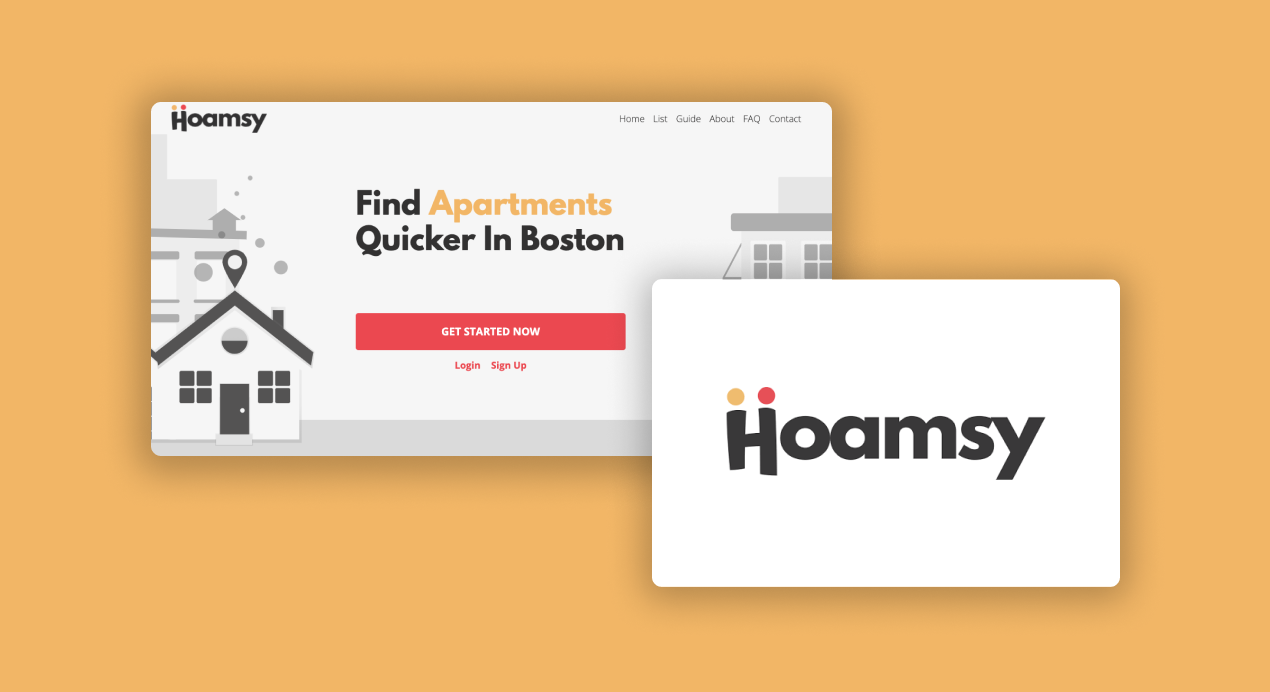 Hoamsy
Home List Guide About FAQ Contact
Find Apartments
Quicker In Boston
GET STARTED NOW
Login Sign Up
Hoamsy